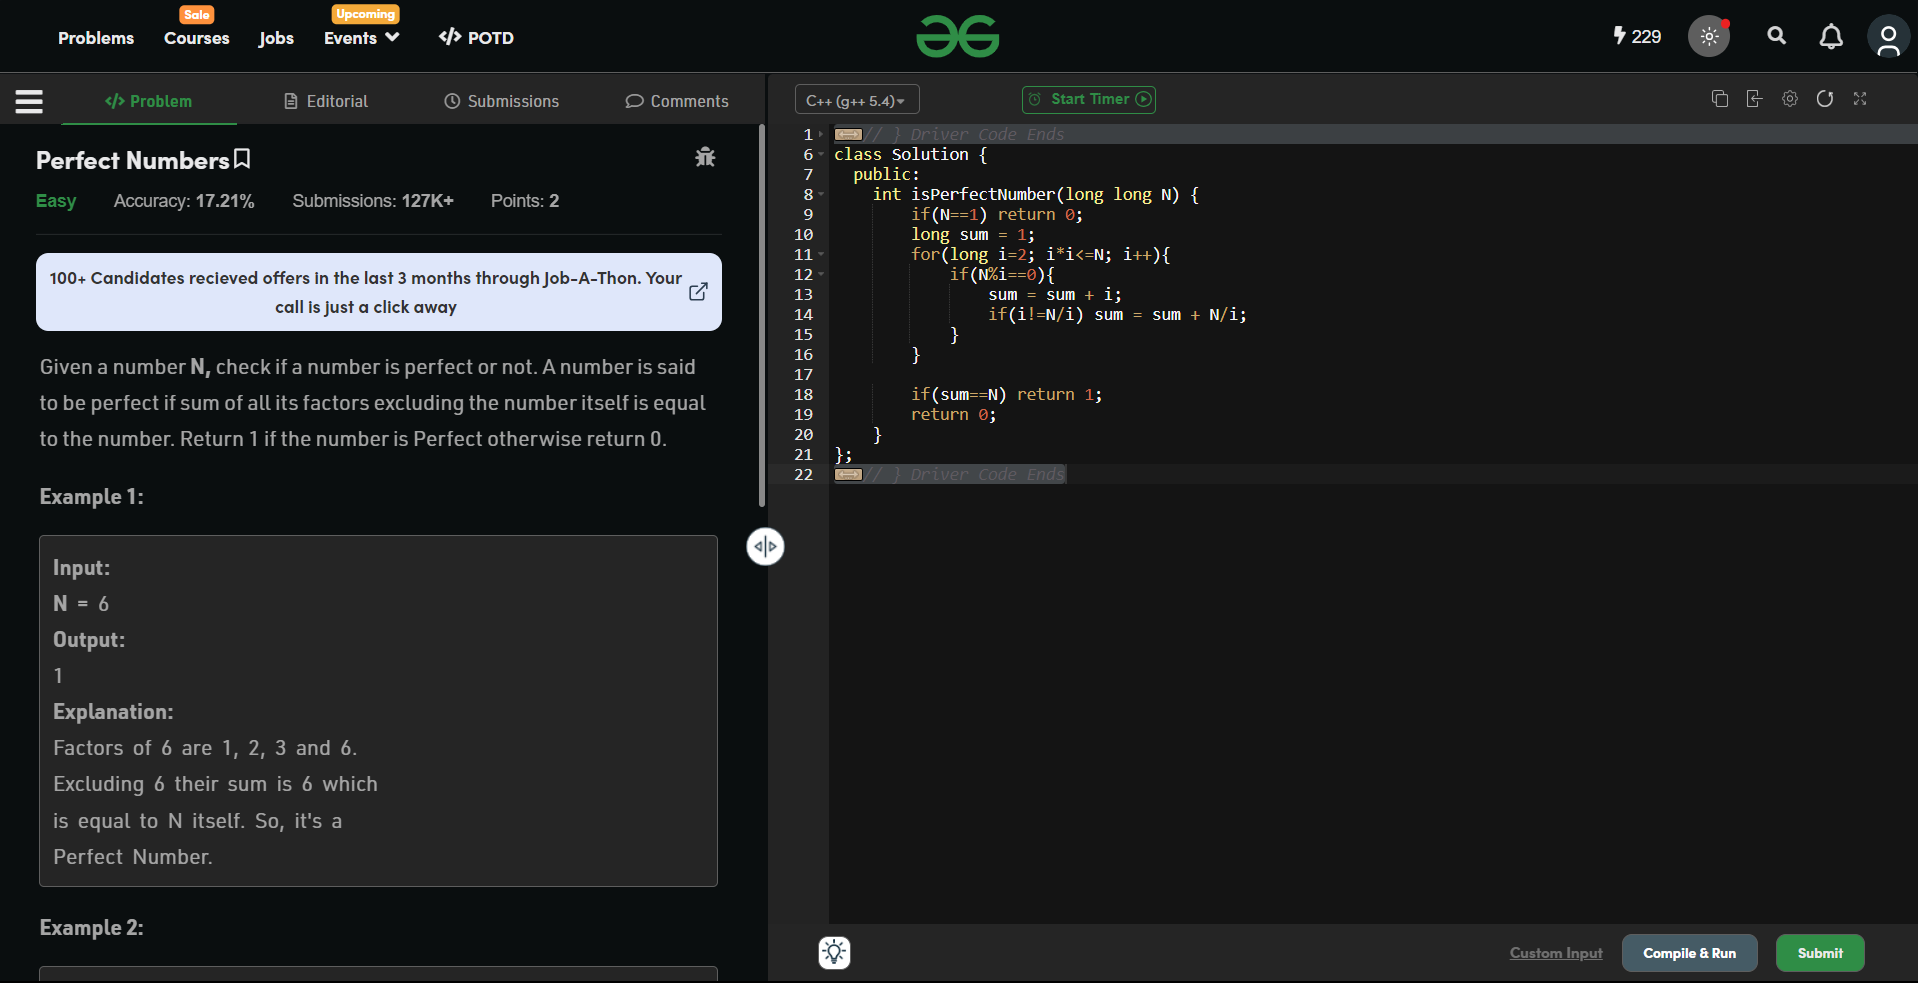 Problems
Sale
Courses
Jobs
Upcoming
Events
</> POTD
229
</> Problem
Editorial
Submissions
Comments
Perfect Numbers
Easy Accuracy: 17.21% Submissions: 127K+ Points: 2
100+ Candidates recieved offers in the last 3 months through Job-A-Thon. Your
call is just a click away
Given a number N, check if a number is perfect or not. A number is said
to be perfect if sum of all its factors excluding the number itself is equal
to the number. Return 1 if the number is Perfect otherwise return 0.
Example 1:
Input:
N = 6
Output:
1
Explanation:
Factors of 6 are 1, 2, 3 and 6.
Excluding 6 their sum is 6 which
is equal to N itself. So, it's a
Perfect Number.
Example 2:
C++ (g++ 5.4)
Start Timer
1 // } Driver Code Ends
6 class Solution {
7 public:
8 int isPerfectNumber(long long N) {
9 if(N==1) return 0;
10 long sum = 1;
11 for(long i=2; i*i<=N; i++){
12 if(N%i==0){
13 sum = sum + i;
14 if(i!=N/i) sum = sum + N/i;
15 }
16 }
17
18 if(sum==N) return 1;
19 return 0;
20 }
21 };
22 // } Driver Code Ends
Custom Input
Compile & Run
Submit